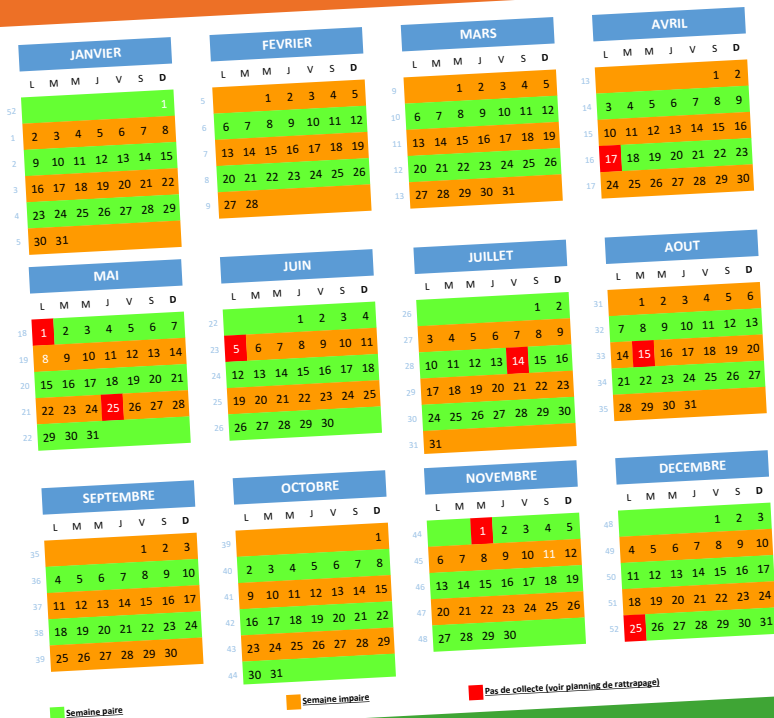 JANVIER
L M M J V S D
52 1
1 2 3 4 5 6 7 8
2 9 10 11 12 13 14 15
3 16 17 18 19 20 21 22
4 23 24 25 26 27 28 29
5 30 31
FEVRIER
L M M J V S D
5 1 2 3 4 5
6 6 7 8 9 10 11 12
7 13 14 15 16 17 18 19
8 20 21 22 23 24 25 26
9 27 28
MARS
L M M J V S D
9 1 2 3 4 5
10 6 7 8 9 10 11 12
11 13 14 15 16 17 18 19
12 20 21 22 23 24 25 26
13 27 28 29 30 31
AVRIL
L M M J V S D
13 1 2
14 3 4 5 6 7 8 9
15 10 11 12 13 14 15 16
16 17 18 19 20 21 22 23
17 24 25 26 27 28 29 30
MAI
L M M J V S D
18 1 2 3 4 5 6 7
19 8 9 10 11 12 13 14
20 15 16 17 18 19 20 21
21 22 23 24 25 26 27 28
22 29 30 31
JUIN
L M M J V S D
22 1 2 3 4
23 5 6 7 8 9 10 11
24 12 13 14 15 16 17 18
25 19 20 21 22 23 24 25
26 26 27 28 29 30
JUILLET
L M M J V S D
26 1 2
27 3 4 5 6 7 8 9
28 10 11 12 13 14 15 16
29 17 18 19 20 21 22 23
30 24 25 26 27 28 29 30
31 31
AOUT
L M M J V S D
31 1 2 3 4 5 6
32 7 8 9 10 11 12 13
33 14 15 16 17 18 19 20
34 21 22 23 24 25 26 27
35 28 29 30 31
SEPTEMBRE
L M M J V S D
35 1 2 3
36 4 5 6 7 8 9 10
37 11 12 13 14 15 16 17
38 18 19 20 21 22 23 24
39 25 26 27 28 29 30
OCTOBRE
L M M J V S D
39 1
40 2 3 4 5 6 7 8
41 9 10 11 12 13 14 15
42 16 17 18 19 20 21 22
43 23 24 25 26 27 28 29
44 30 31
NOVEMBRE
L M M J V S D
44 1 2 3 4 5
45 6 7 8 9 10 11 12
46 13 14 15 16 17 18 19
47 20 21 22 23 24 25 26
48 27 28 29 30
DECEMBRE
L M M J V S D
48 1 2 3
49 4 5 6 7 8 9 10
50 11 12 13 14 15 16 17
51 18 19 20 21 22 23 24
52 25 26 27 28 29 30 31
Semaine paire
Semaine impaire
Pas de collecte (voir planning de rattrapage)